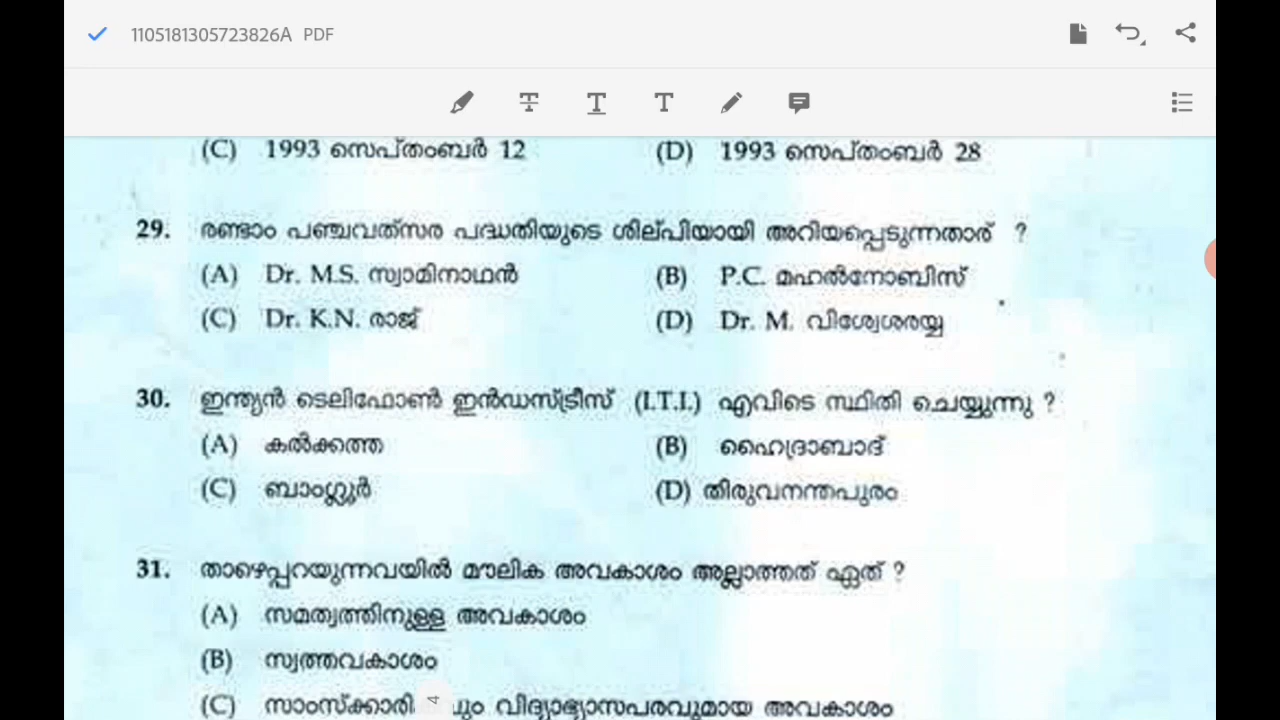 1105181305723826A PDF
(C) 1993 സെപ്തംബർ 12 (D) 1993 സെപ്തംബർ 28
29. രണ്ടാം പഞ്ചവത്സര പദ്ധതിയുടെ ശില്പിയായി അറിയപ്പെടുന്നതാര് ?
(A) Dr. M.S. സ്വാമിനാഥൻ (B) P.C. മഹൽനോബീസ്
(C) Dr. K.N. രാജ് (D) Dr. M. വിശ്വേശരയ്യ
30. ഇന്ത്യൻ ടെലിഫോൺ ഇൻഡസ്ട്രീസ് (I.T.I.) എവിടെ സ്ഥിതി ചെയ്യുന്നു ?
(A) കൽക്കത്ത (B) ഹൈദ്രാബാദ്
(C) ബാംഗ്ലൂർ (D) തിരുവനന്തപുരം
31. താഴെപ്പറയുന്നവയിൽ മൗലിക അവകാശം അല്ലാത്തത് ഏത് ?
(A) സമത്വത്തിനുള്ള അവകാശം
(B) സ്വത്തവകാശം
(C) വിദ്യാഭ്യാസപരവുമായ അവകാശം
4